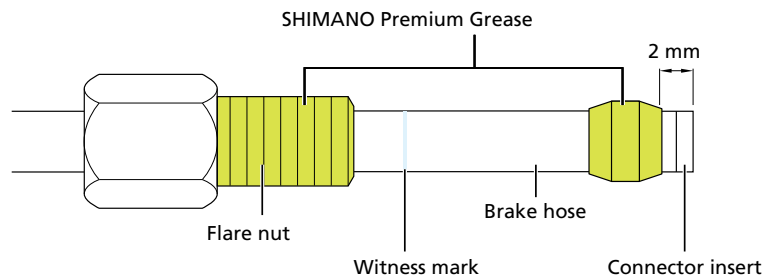 SHIMANO Premium Grease
2 mm
Flare nut
Brake hose
Witness mark
Connector insert